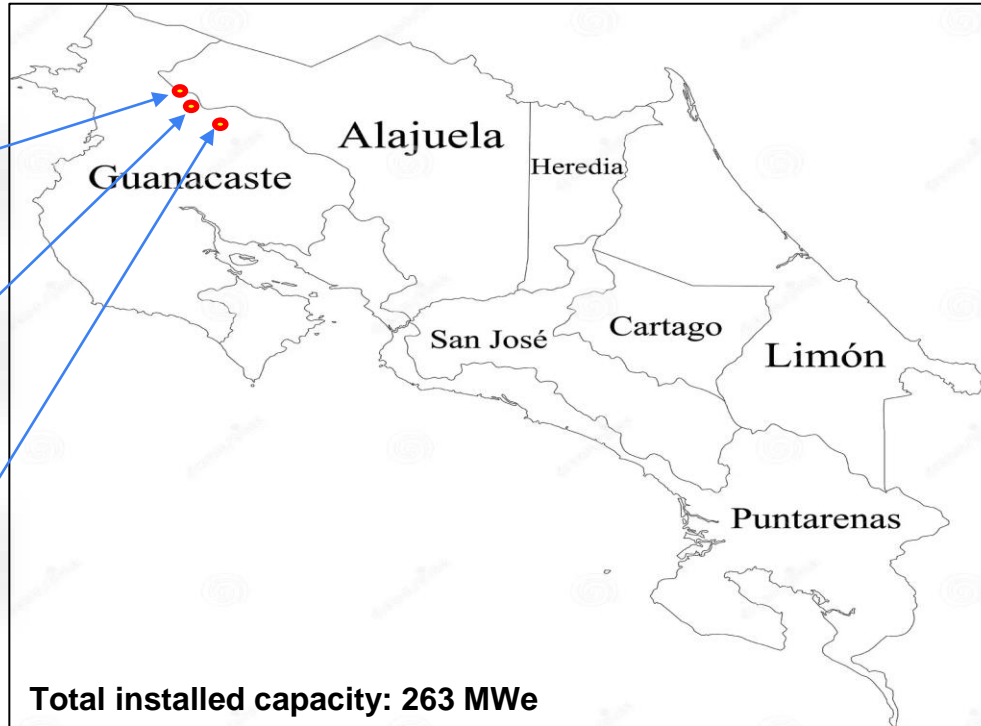 Alajuela
Heredia
Guanacaste
San José
Cartago
Limón
Puntarenas
Total installed capacity: 263 MWe